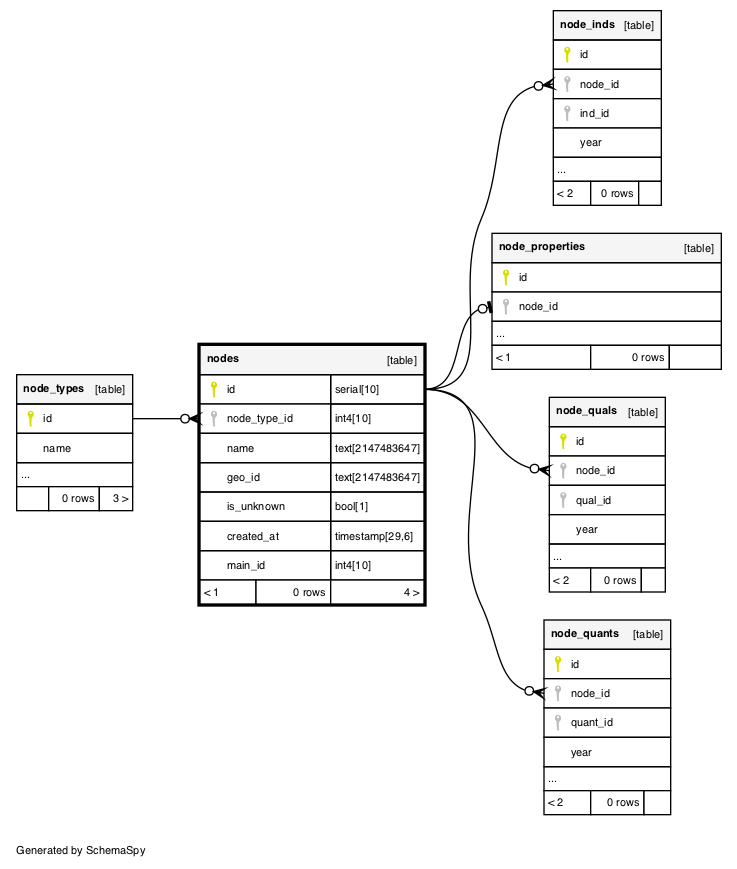 node_inds [table]
id
node_id
ind_id
year
...
< 2 0 rows
node_properties [table]
id
node_id
...
< 1 0 rows
nodes [table]
id serial[10]
node_type_id int4[10]
name text[2147483647]
geo_id text[2147483647]
is_unknown bool[1]
created_at timestamp[29,6]
main_id int4[10]
< 1 0 rows 4 >
node_types [table]
id
name
...
0 rows 3 >
node_quals [table]
id
node_id
qual_id
year
...
< 2 0 rows
node_quants [table]
id
node_id
quant_id
year
...
< 2 0 rows
Generated by SchemaSpy